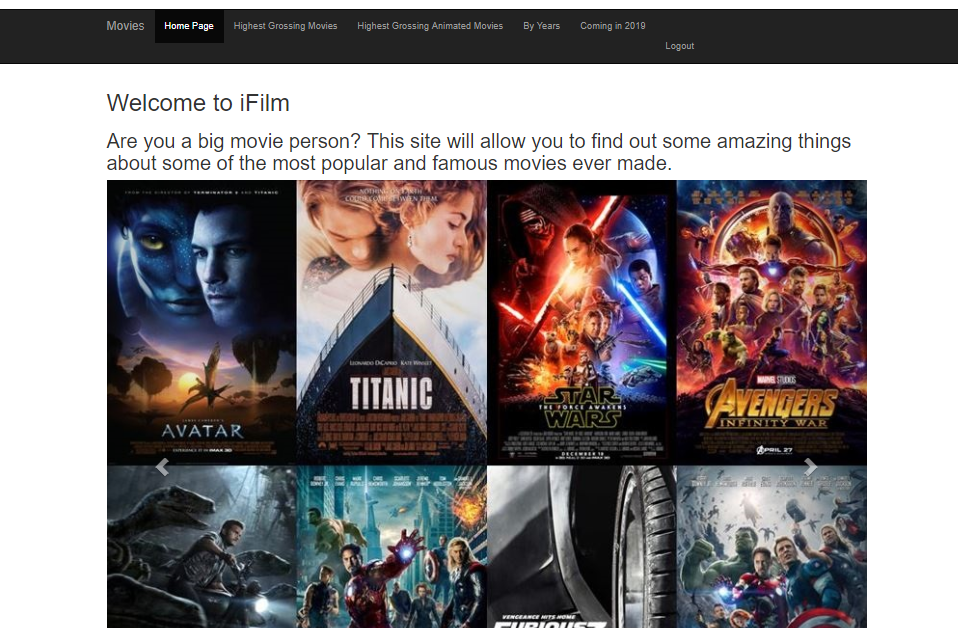 Movies Home Page Highest Grossing Movies Highest Grossing Animated Movies By Years Coming in 2019
Logout
Welcome to iFilm
Are you a big movie person? This site will allow you to find out some amazing things
about some of the most popular and famous movies ever made.
FROM THE DIRECTOR OF TERMINATOR 2 AND TITANIC
AVATAR
NOTHING ON EARTH
COULD COME BETWEEN THEM.
LEONARDO DICAPRIO KATE WINSLET
TITANIC
STAR
THE FORCE AWAKENS
WARS
DECEMBER 18
MARVEL STUDIOS
AVENGERS
INFINITY WAR
APRIL 27
VENGEANCE HITS HOME
FURIOUS 7